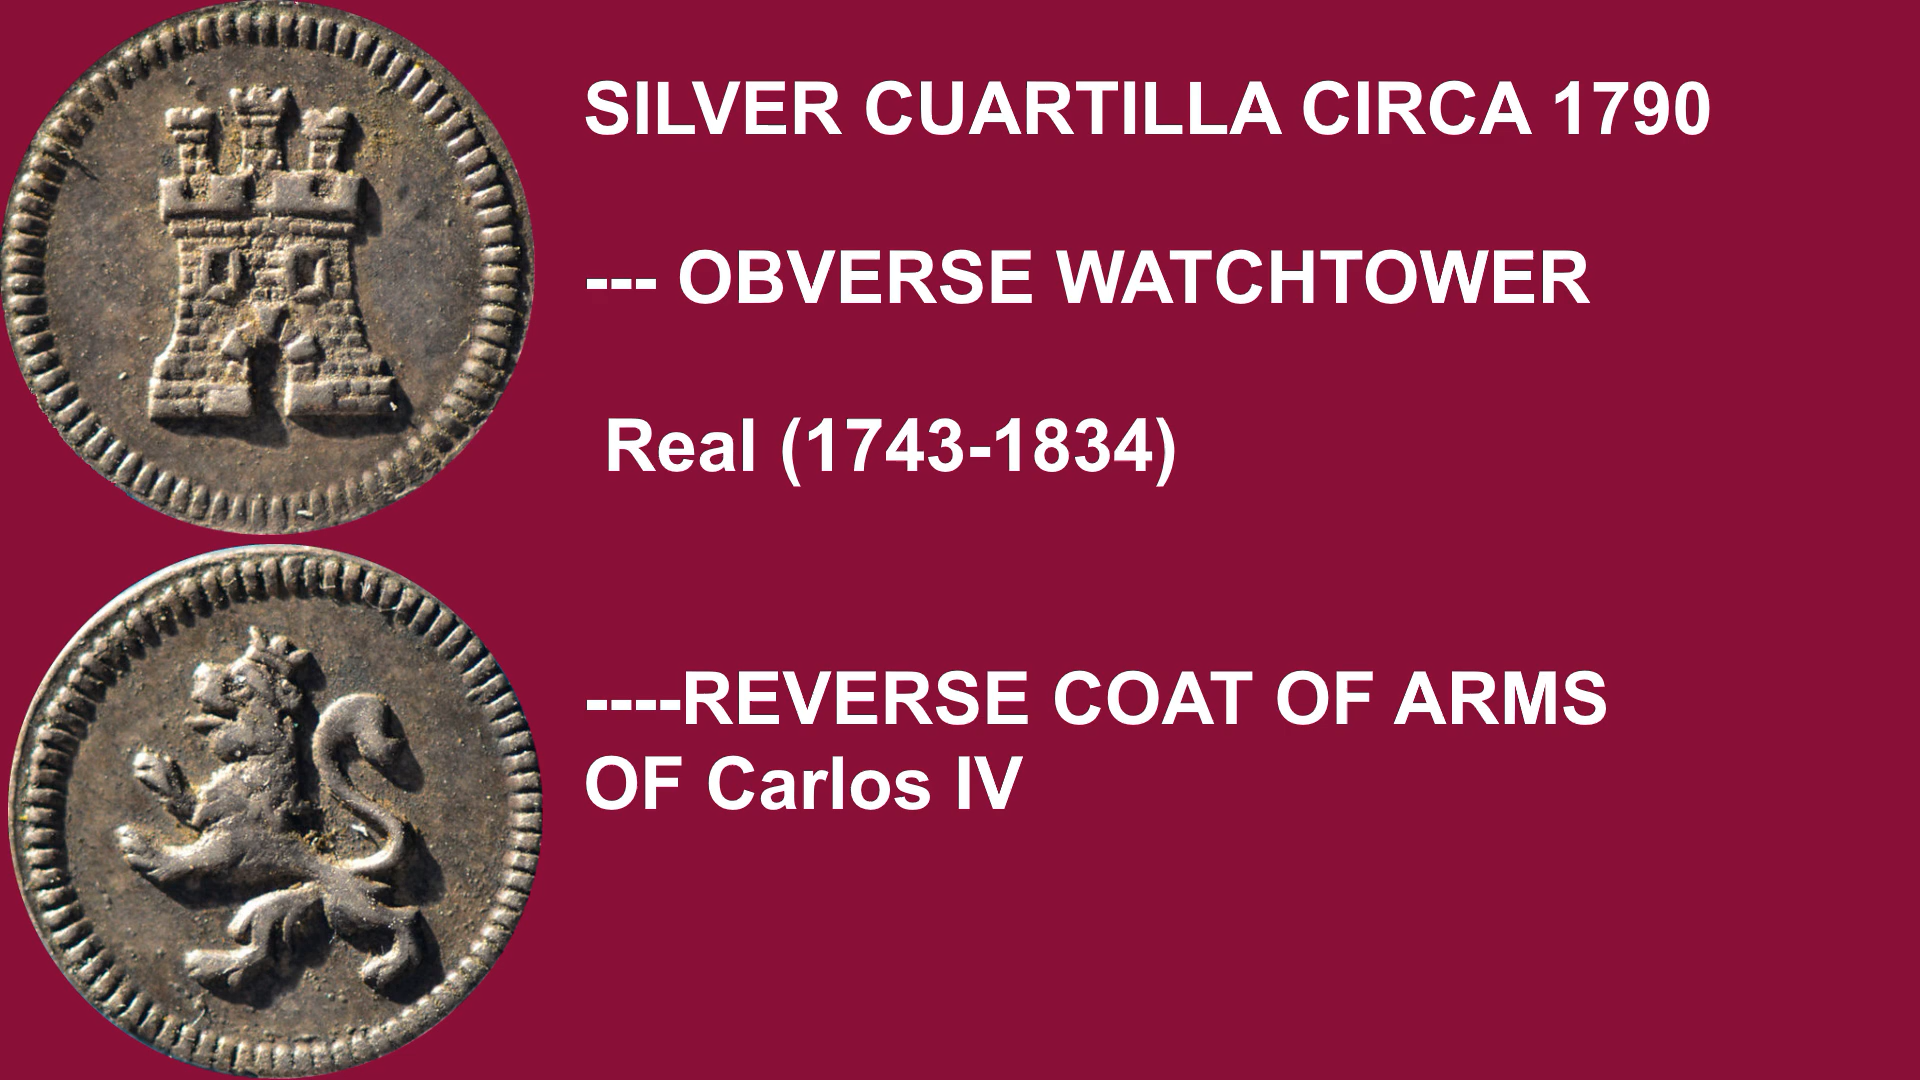 SILVER CUARTILLA CIRCA 1790
--- OBVERSE WATCHTOWER
Real (1743-1834)
----REVERSE COAT OF ARMS
OF Carlos IV